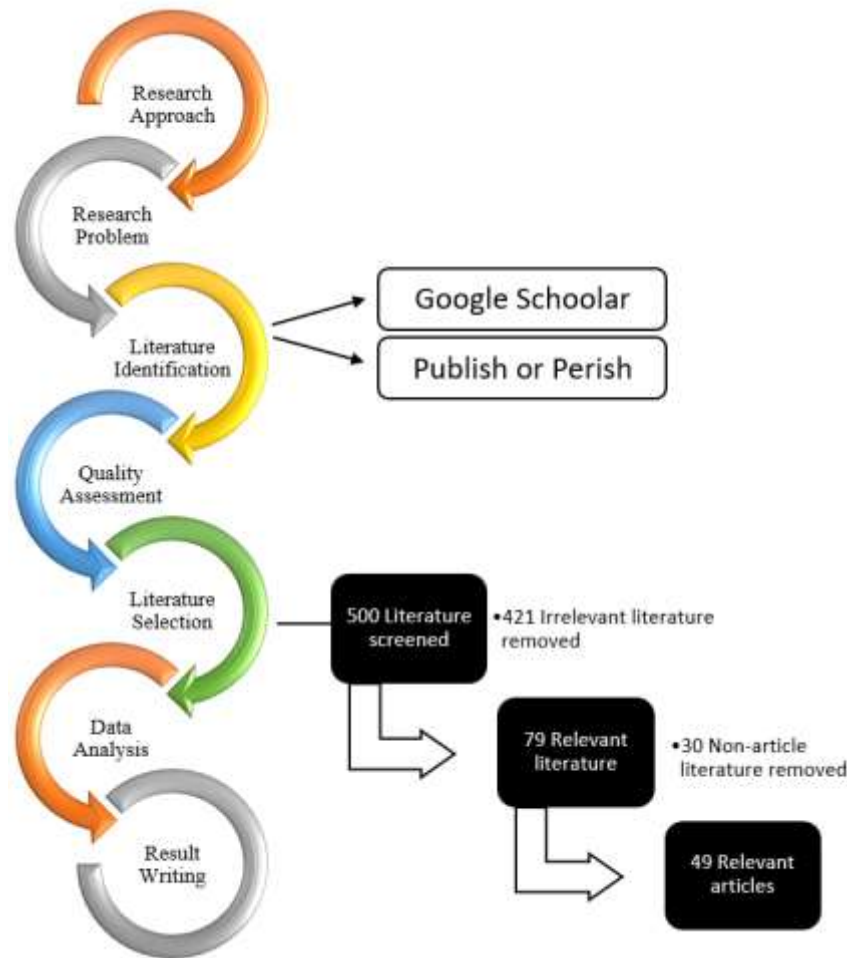 Research
Approach
Research
Problem
Literature
Identification
Google Schoolar
Publish or Perish
Quality
Assessment
Literature
Selection
500 Literature
screened
•421 Irrelevant literature
removed
Data
Analysis
79 Relevant
literature
•30 Non-article
literature removed
Result
Writing
49 Relevant
articles